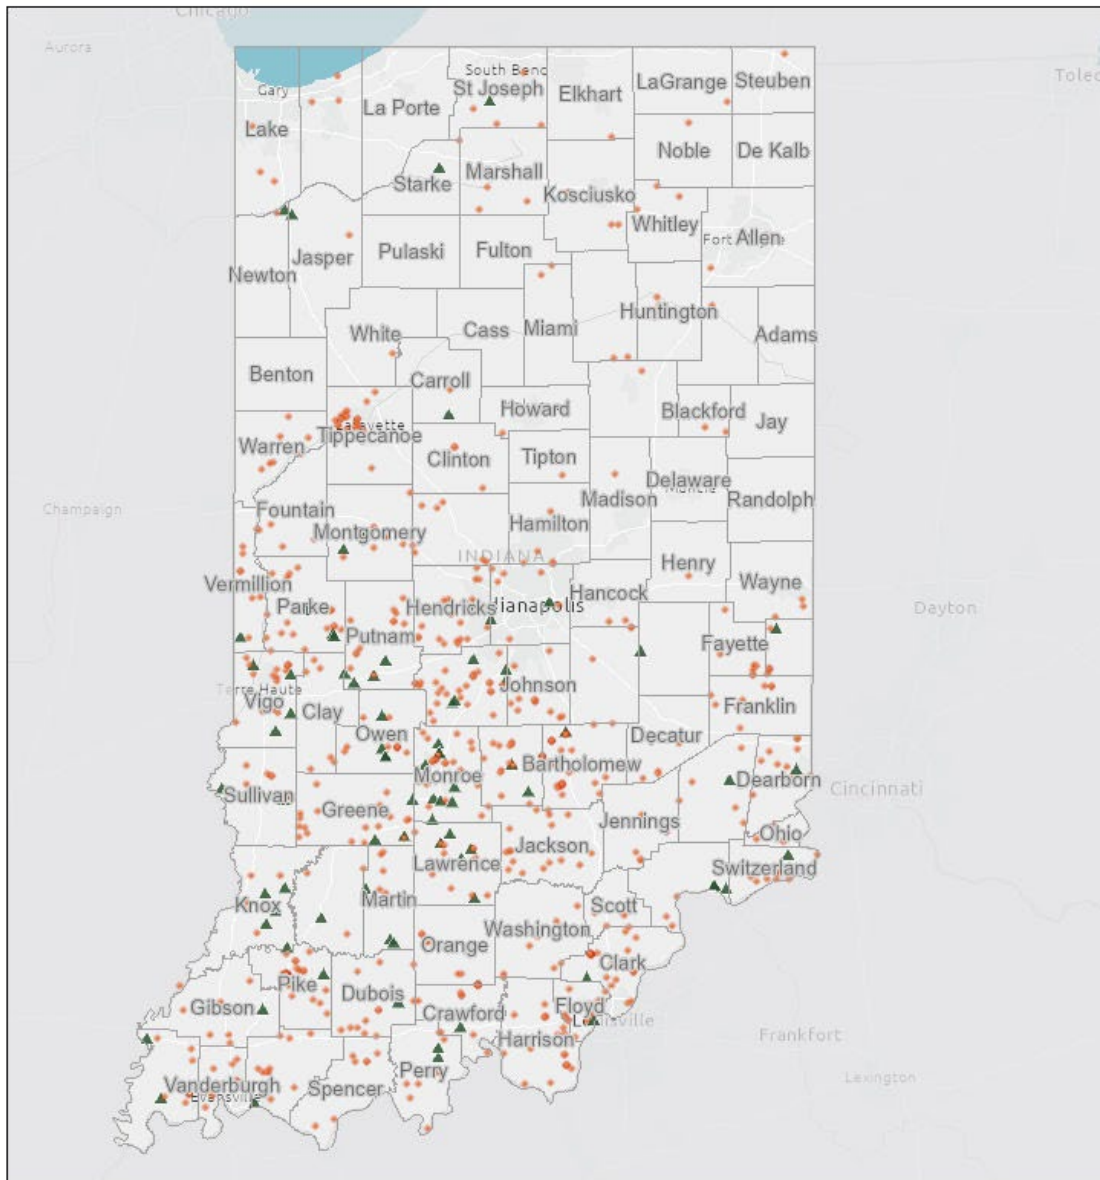 Chicago
Aurora
South Bend
St Joseph
LaGrange
Steuben
Toled
Gary
Elkhart
La Porte
Lake
Noble
De Kalb
Marshall
Starke
Kosciusko
Whitley
Fort
Allen
Pulaski
Fulton
Jasper
Newton
Huntington
Miami
Cass
White
Adams
Benton
Carroll
Howard
Blackford
Jay
Lafayette
Tippecanoe
Warren
Clinton
Tipton
Delaware
Madison
Randolph
Champaign
Fountain
Hamilton
Montgomery
INDIANA
Henry
Vermillion
Wayne
Hancock
Parke
Hendricks
dianapolis
Dayton
Putnam
Fayette
Terre Haute
Johnson
Vigo
Clay
Franklin
Owen
Decatur
Monroe
Bartholomew
Dearborn
Cincinnati
Sullivan
Greene
Jennings
Ohio
Jackson
Lawrence
Switzerland
Knox
Martin
Scott
Washington
Orange
Clark
Pike
Dubois
Gibson
Crawford
Floyd
Louisville
Harrison
Frankfort
Perry
Lexington
Vanderburgh
Spencer
Evansville